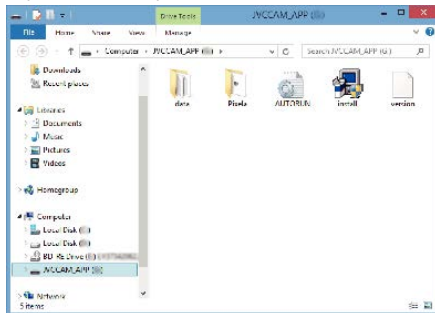 Drive Tools JVCCAM_APP
File Home Share View Manage
Computer JVCCAM_APP Search JVCCAM_APP (G:)
Downloads
Recent places
Libraries
Documents
Music
Pictures
Videos
Homegroup
Computer
Local Disk
Local Disk
BD-RE Drive
JVCCAM_APP
Network
data Pixela AUTORUN install version
5 items